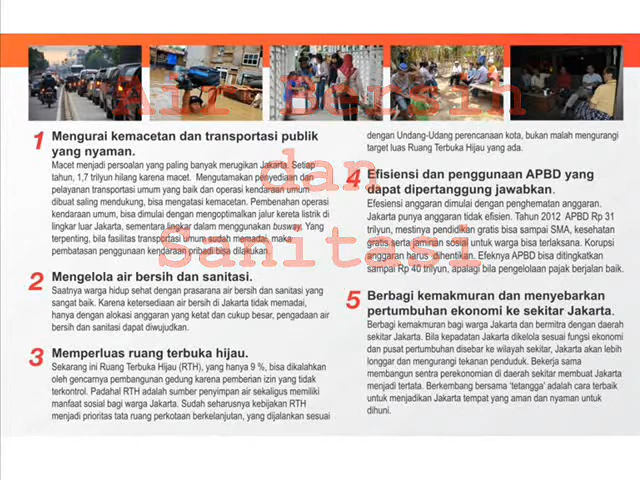 Air Bersih
dan
Sanitasi
1 Mengurai kemacetan dan transportasi publik
yang nyaman.
Macet menjadi persoalan yang paling banyak merugikan Jakarta. Setiap
tahun, 1,7 trilyun hilang karena macet. Mengutamakan penyediaan dan
pelayanan transportasi umum yang baik dan operasi kendaraan umum
dibuat saling mendukung, bisa mengatasi kemacetan. Pembenahan operasi
kendaraan umum, bisa dimulai dengan mengoptimalkan jalur kereta listrik di
lingkar luar Jakarta, sementara lingkar dalam menggunakan busway. Yang
terpenting, bila fasilitas transportasi umum sudah memadai, maka
pembatasan penggunaan kendaraan pribadi bisa dilakukan.
2 Mengelola air bersih dan sanitasi.
Saatnya warga hidup sehat dengan prasarana air bersih dan sanitasi yang
sangat baik. Karena ketersediaan air bersih di Jakarta tidak memadai,
hanya dengan alokasi anggaran yang ketat dan cukup besar, pengadaan air
bersih dan sanitasi dapat diwujudkan.
3 Memperluas ruang terbuka hijau.
Sekarang ini Ruang Terbuka Hijau (RTH), yang hanya 9 %, bisa dikalahkan
oleh gencarnya pembangunan gedung karena pemberian izin yang tidak
terkontrol. Padahal RTH adalah sumber penyimpan air sekaligus memiliki
manfaat sosial bagi warga Jakarta. Sudah seharusnya kebijakan RTH
menjadi prioritas tata ruang perkotaan berkelanjutan, yang dijalankan sesuai
dengan Undang-Udang perencanaan kota, bukan malah mengurangi
target luas Ruang Terbuka Hijau yang ada.
4 Efisiensi dan penggunaan APBD yang
dapat dipertanggung jawabkan.
Efesiensi anggaran dimulai dengan penghematan anggaran.
Jakarta punya anggaran tidak efisien. Tahun 2012 APBD Rp 31
trilyun, mestinya pendidikan gratis bisa sampai SMA, kesehatan
gratis serta jaminan sosial untuk warga bisa terlaksana. Korupsi
anggaran harus dihentikan. Efeknya APBD bisa ditingkatkan
sampai Rp 40 trilyun, apalagi bila pengelolaan pajak berjalan baik.
5 Berbagi kemakmuran dan menyebarkan
pertumbuhan ekonomi ke sekitar Jakarta.
Berbagi kemakmuran bagi warga Jakarta dan bermitra dengan daerah
sekitar Jakarta. Bila kepadatan Jakarta dikelola sesuai fungsi ekonomi
dan pusat pertumbuhan disebar ke wilayah sekitar, Jakarta akan lebih
longgar dan mengurangi tekanan penduduk. Bekerja sama
membangun sentra perekonomian di daerah sekitar membuat Jakarta
menjadi tertata. Berkembang bersama 'tetangga' adalah cara terbaik
untuk menjadikan Jakarta tempat yang aman dan nyaman untuk
dihuni.